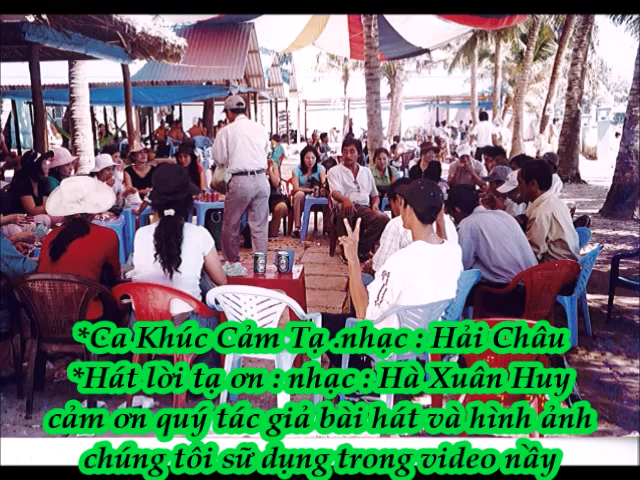 *Ca Khúc Cảm Tạ .nhạc : Hải Châu
*Hát lời tạ ơn : nhạc : Hà Xuân Huy
cảm ơn quý tác giả bài hát và hình ảnh
chúng tôi sữ dụng trong video nầy